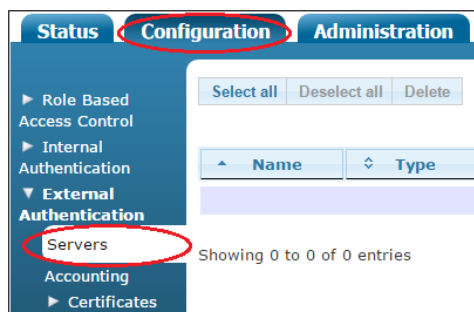 Status Configuration Administration
Select all Deselect all Delete
Role Based
Access Control
Internal
Authentication
Name Type
External
Authentication
Servers
Showing 0 to 0 of 0 entries
Accounting
Certificates